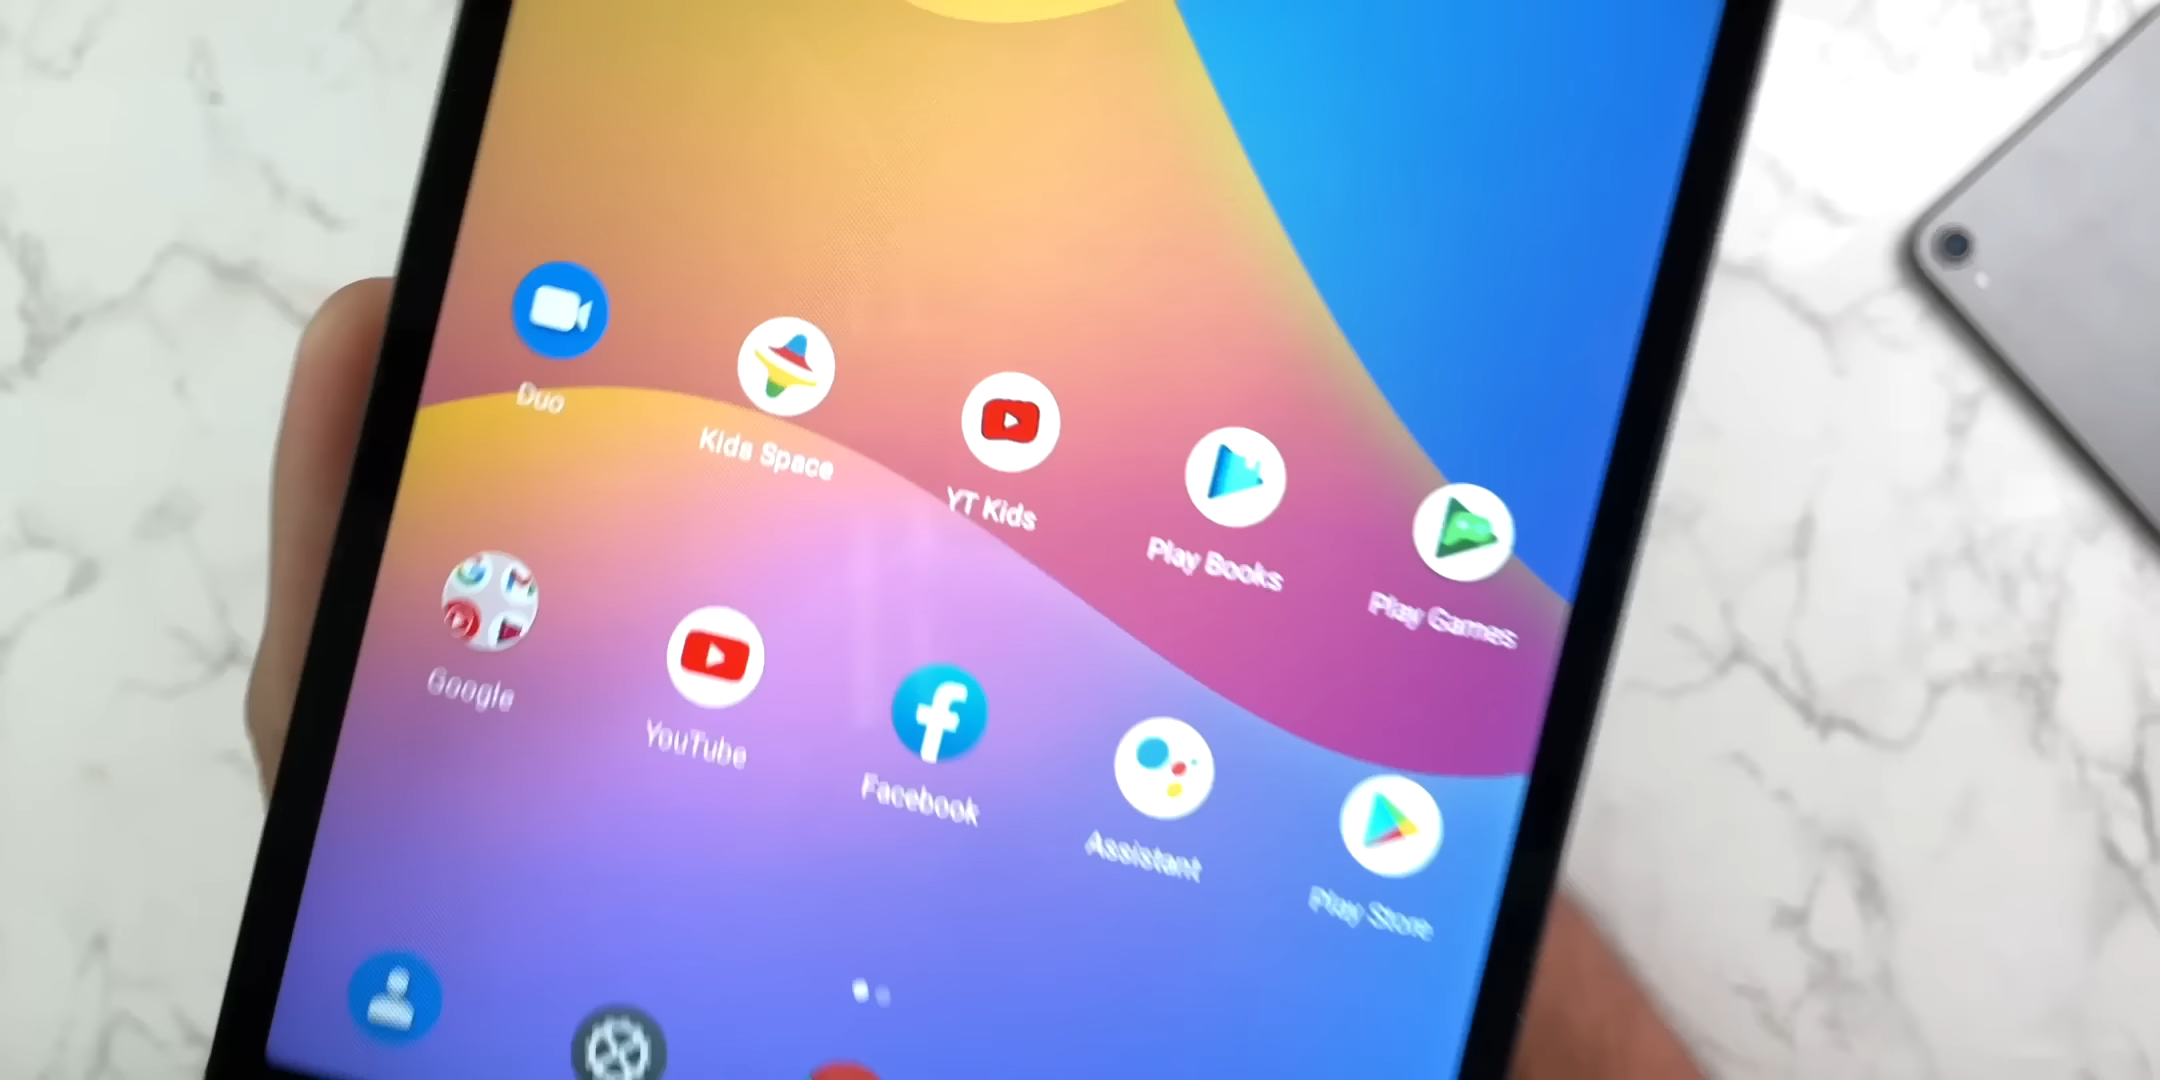 Duo
Kids Space
YT Kids
Play Books
Play Games
Google
YouTube
Facebook
Assistant
Play Store